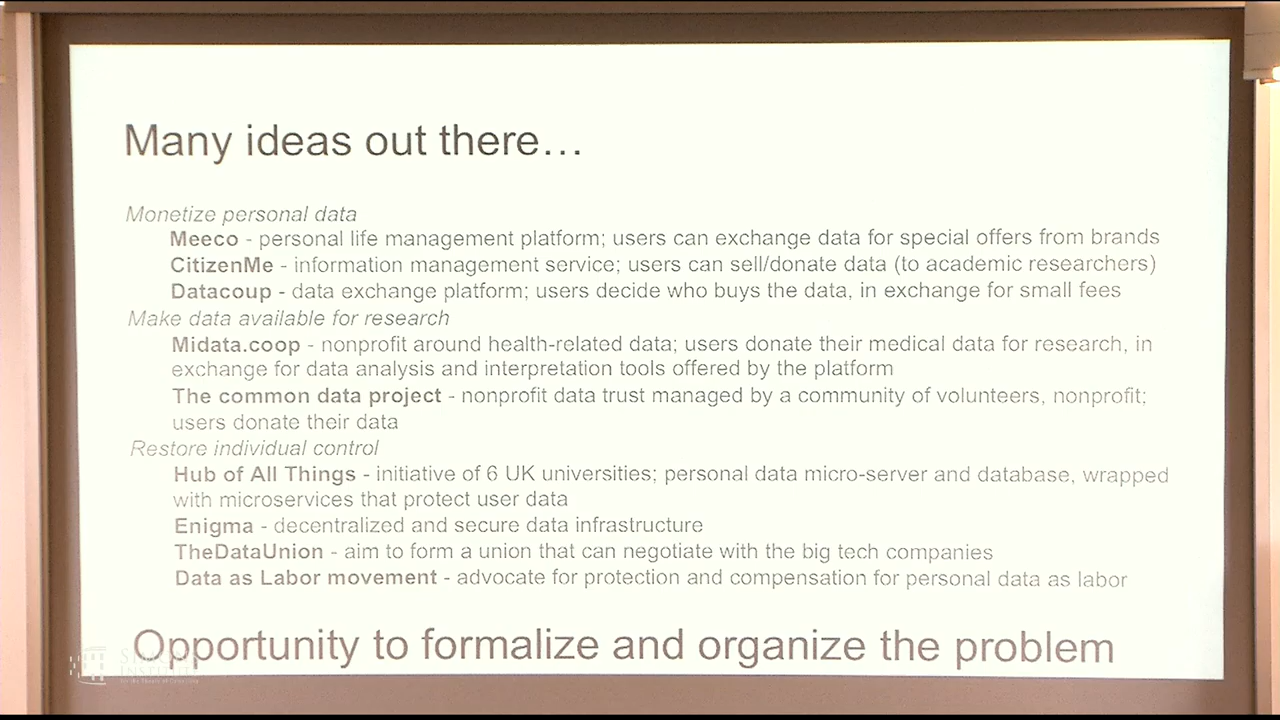 Many ideas out there…
Monetize personal data
Meeco - personal life management platform; users can exchange data for special offers from brands
CitizenMe - information management service; users can sell/donate data (to academic researchers)
Datacoup - data exchange platform; users decide who buys the data, in exchange for small fees
Make data available for research
Midata.coop - nonprofit around health-related data; users donate their medical data for research, in
exchange for data analysis and interpretation tools offered by the platform
The common data project - nonprofit data trust managed by a community of volunteers, nonprofit;
users donate their data
Restore individual control
Hub of All Things - initiative of 6 UK universities; personal data micro-server and database, wrapped
with microservices that protect user data
Enigma - decentralized and secure data infrastructure
TheDataUnion - aim to form a union that can negotiate with the big tech companies
Data as Labor movement - advocate for protection and compensation for personal data as labor
Opportunity to formalize and organize the problem
INSTITUTE